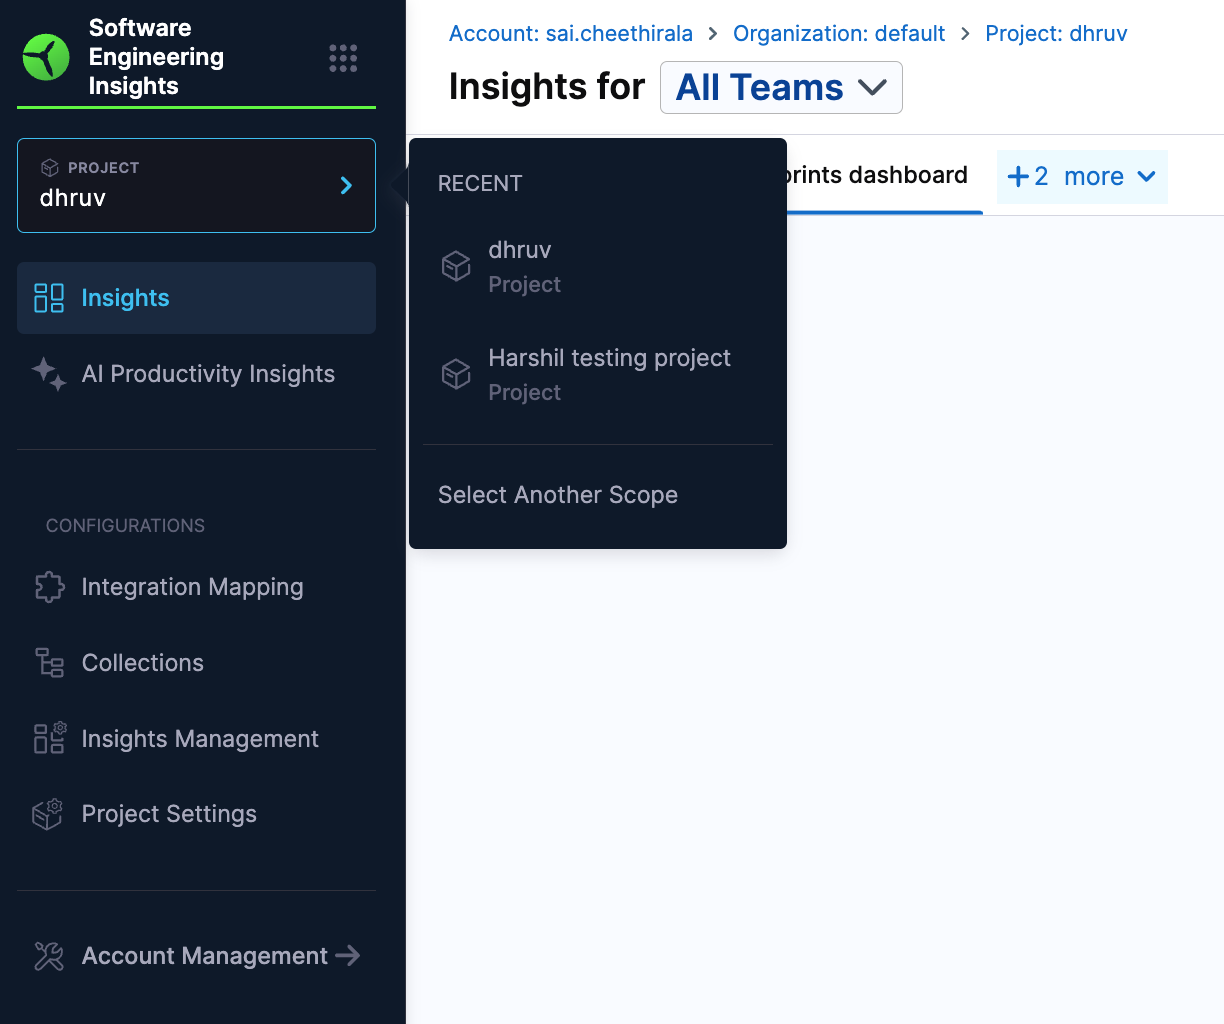 Software
Engineering
Insights
PROJECT
dhruv
Insights
AI Productivity Insights
CONFIGURATIONS
Integration Mapping
Collections
Insights Management
Project Settings
Account Management
Account: sai.cheethirala > Organization: default > Project: dhruv
Insights for All Teams
dashboard
+2 more
RECENT
dhruv
Project
Harshil testing project
Project
Select Another Scope